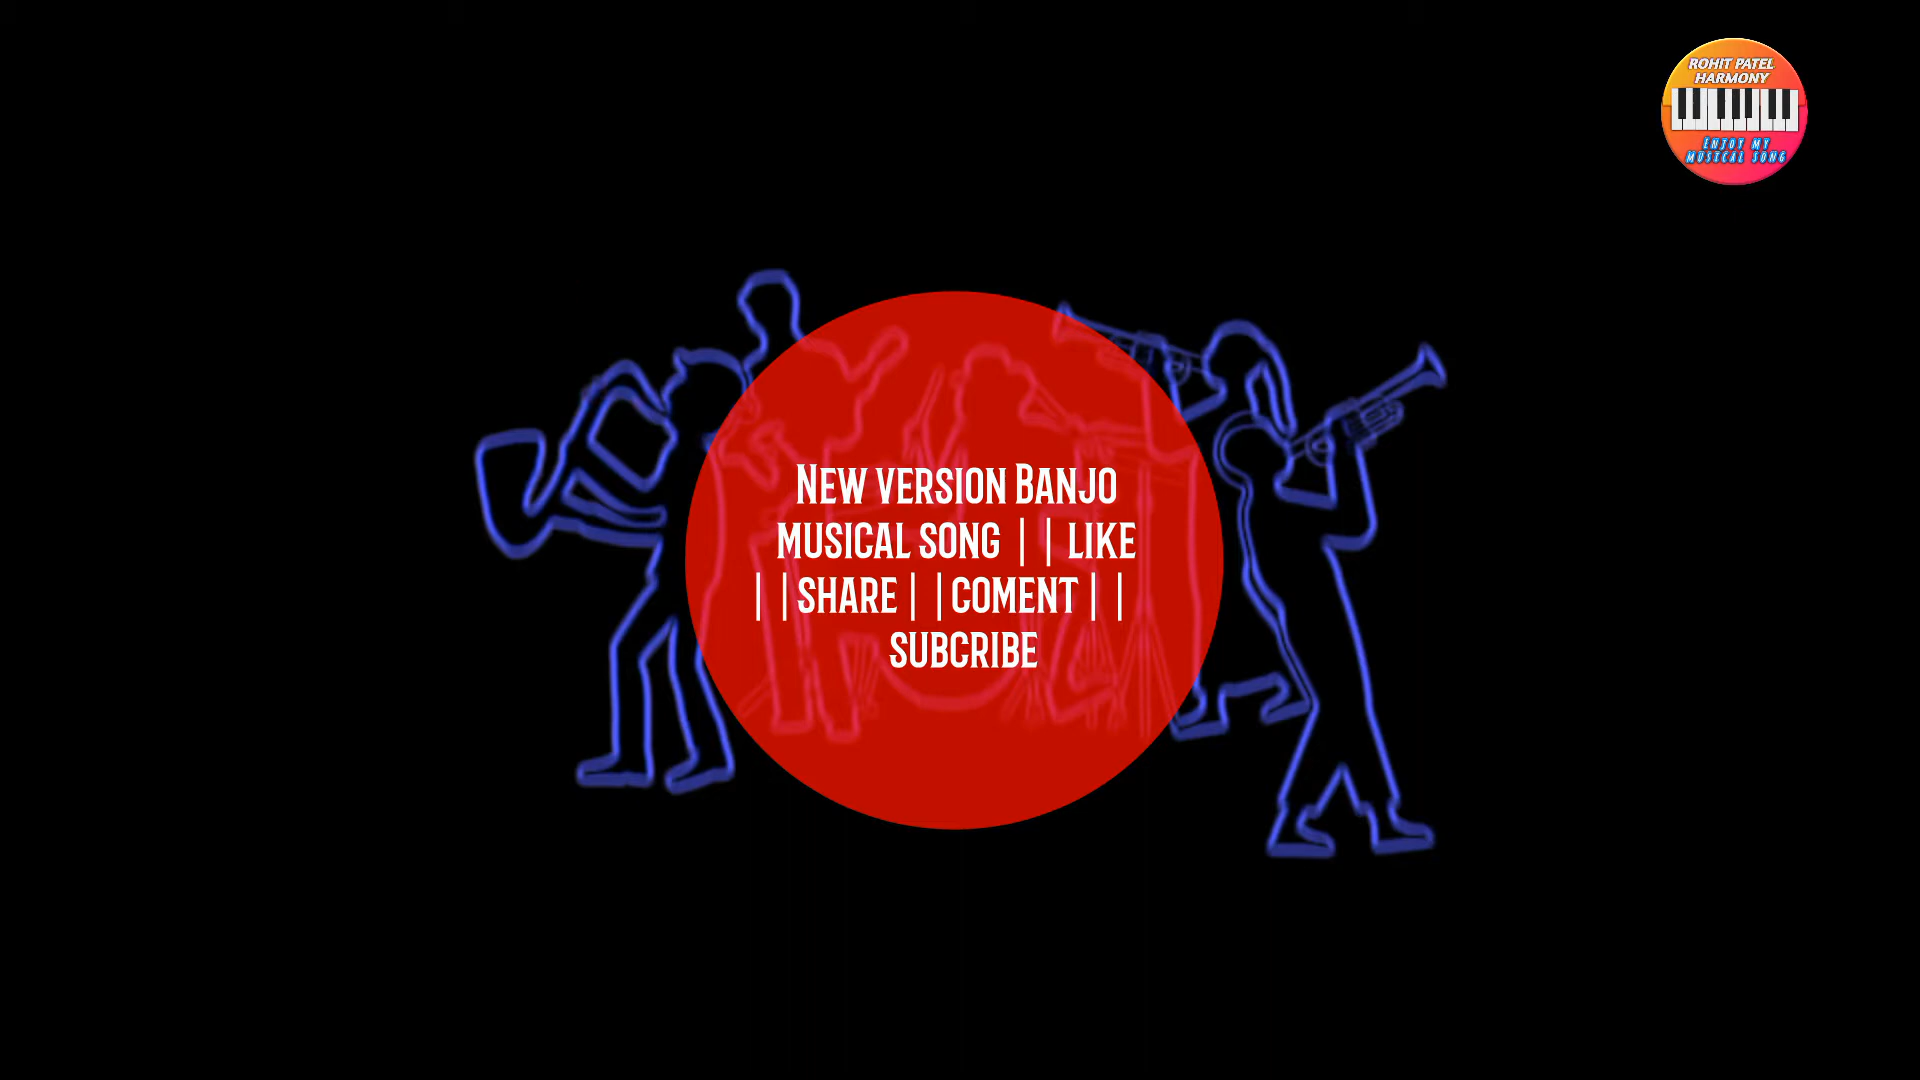 ROHIT PATEL
HARMONY
ENJOY MY
MUSICAL SONG
New version Banjo
musical song || like
||share||coment||
subcribe